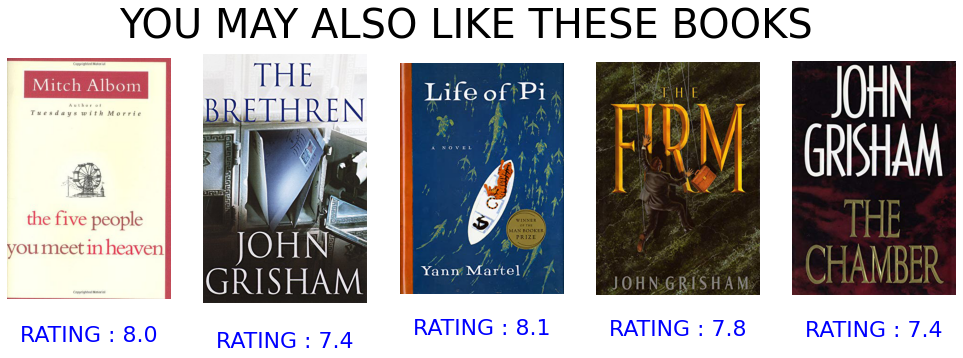 YOU MAY ALSO LIKE THESE BOOKS
Mitch Albom
Author of
Tuesdays with Morrie
the five people
you meet in heaven
RATING : 8.0
THE
BRETHREN
JOHN
GRISHAM
RATING : 7.4
Life of Pi
A NOVEL
WINNER
OF THE
MAN BOOKER
PRIZE
Yann Martel
RATING : 8.1
THE
FIRM
JOHN GRISHAM
RATING : 7.8
JOHN
GRISHAM
THE
CHAMBER
RATING : 7.4